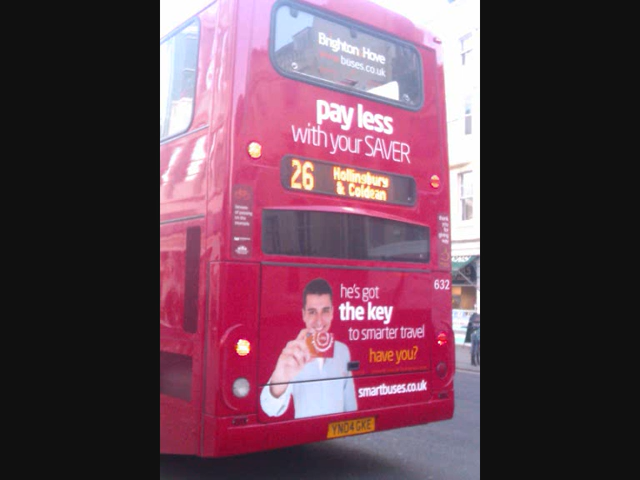 Brighton&Hove
buses.co.uk
pay less
with your SAVER
26 Hollingbury
& Coldean
632
he's got
the key
to smarter travel
have you?
smartbuses.co.uk
YN04 GKE